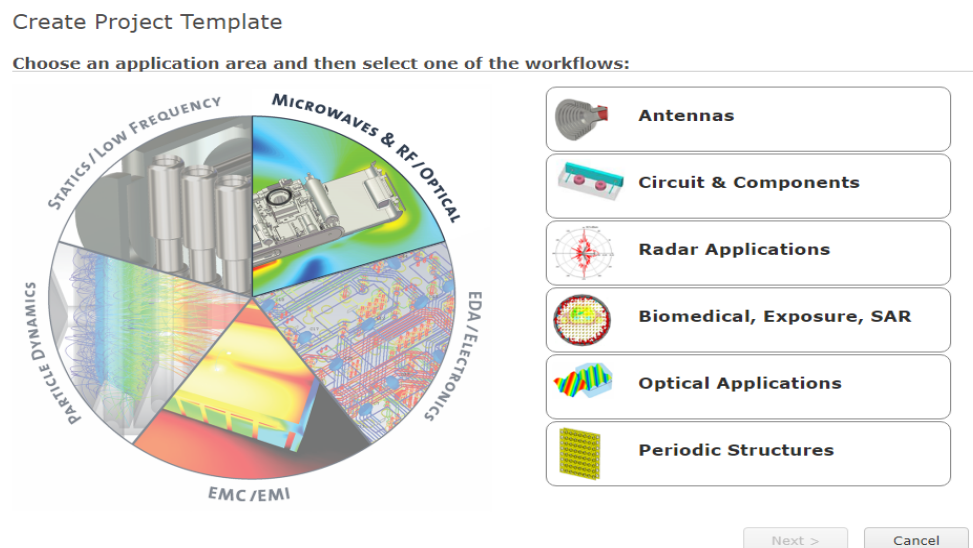 Create Project Template
Choose an application area and then select one of the workflows:
STATICS/LOW FREQUENCY
MICROWAVES & RF/OPTICAL
EDA/ELECTRONICS
EMC/EMI
PARTICLE DYNAMICS
Antennas
Circuit & Components
Radar Applications
Biomedical, Exposure, SAR
Optical Applications
Periodic Structures
Next >
Cancel